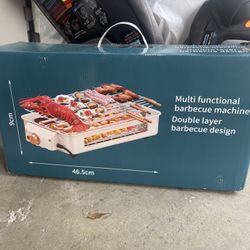 Multi functional
barbecue machine
Double layer
barbecue design
9cm
46.5cm